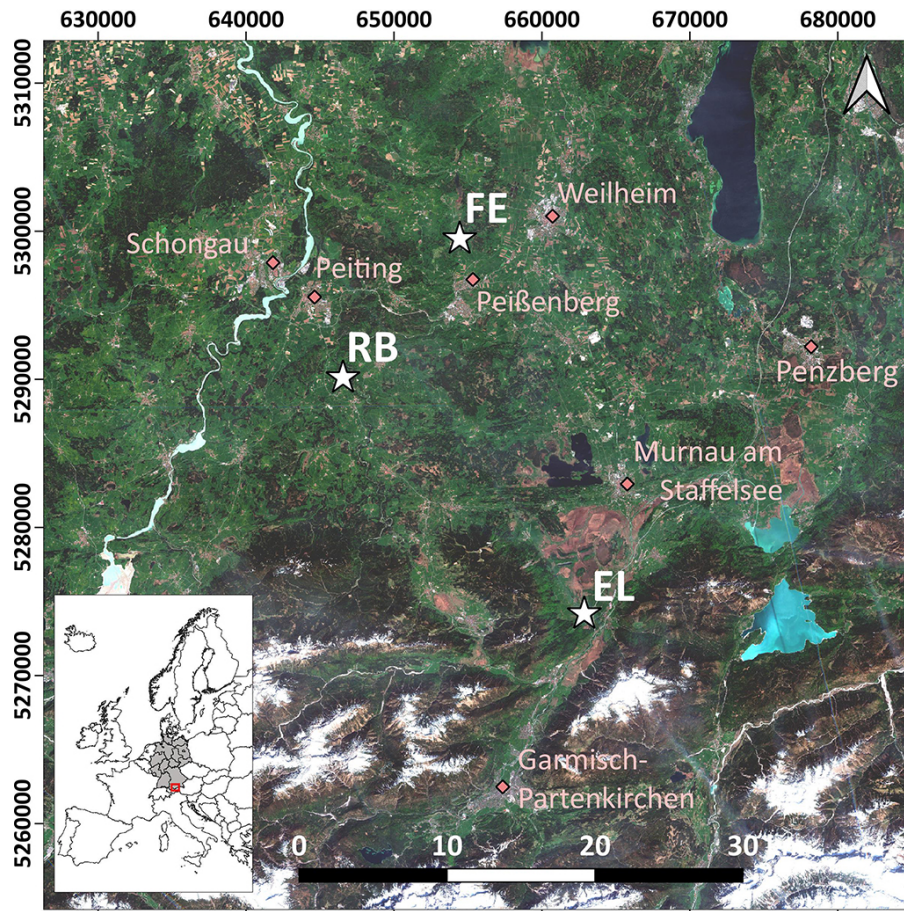 630000 640000 650000 660000 670000 680000
5310000
5300000
5290000
5280000
5270000
5260000
Weilheim
FE
Schongau
Peiting
Peißenberg
RB
Penzberg
Murnau am
Staffelsee
EL
Garmisch-
Partenkirchen
0 10 20 30